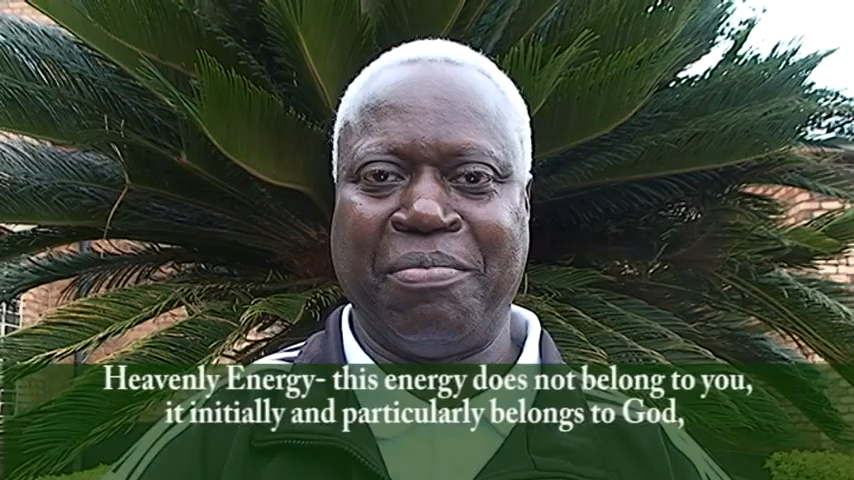 Heavenly Energy- this energy does not belong to you,
it initially and particularly belongs to God,